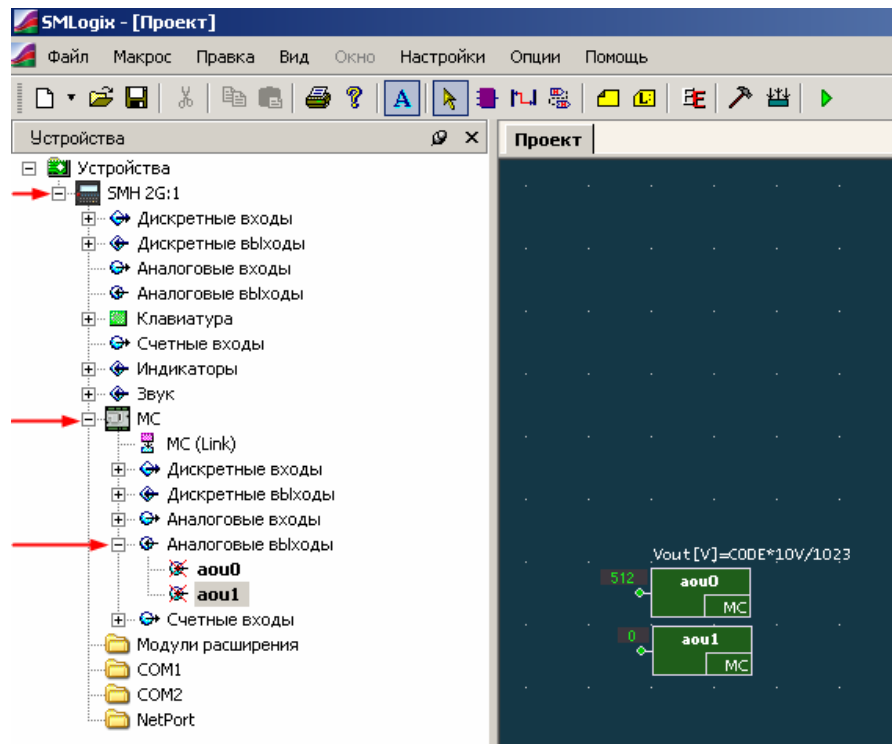 SMLogix - [Проект]
Файл Макрос Правка Вид Окно Настройки Опции Помощь
A L E
Устройства
Проект
Устройства
SMH 2G:1
Дискретные входы
Дискретные выходы
Аналоговые входы
Аналоговые выходы
Клавиатура
Счетные входы
Индикаторы
Звук
MC
MC (Link)
Дискретные входы
Дискретные выходы
Аналоговые входы
Аналоговые выходы
aou0
aou1
Счетные входы
Модули расширения
COM1
COM2
NetPort
Vout[V]=CODE*10V/1023
512 aou0
MC
0 aou1
MC